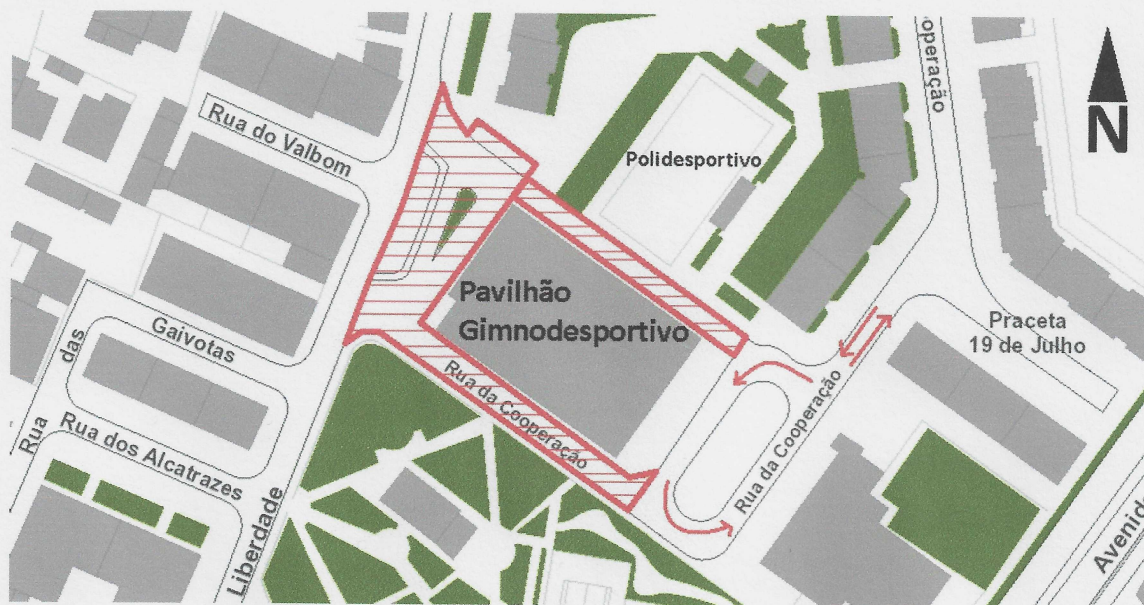 ooperação
N
Rua do Valbom
Polidesportivo
Pavilhão
Gimnodesportivo
Praceta
19 de Julho
Gaivotas
Rua das
Rua da Cooperação
Rua da Cooperação
Rua dos Alcatrazes
Liberdade
Avenid